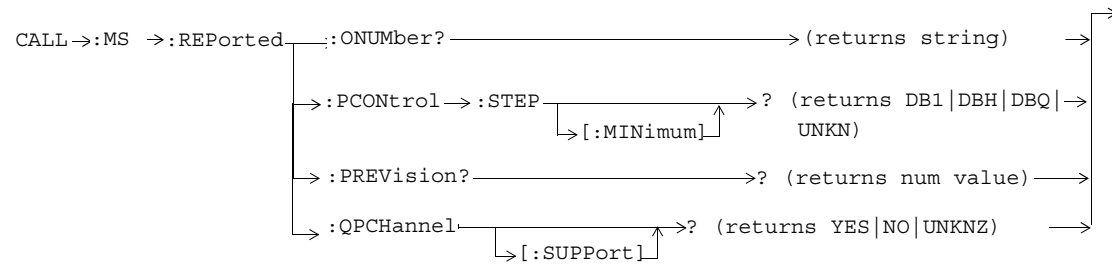 CALL :MS :REPorted :ONUMber? (returns string)
:PCONtrol :STEP ? (returns DB1|DBH|DBQ|
[:MINimum] UNKN)
:PREVision? ? (returns num value)
:QPCHannel ? (returns YES|NO|UNKNZ)
[:SUPPort]